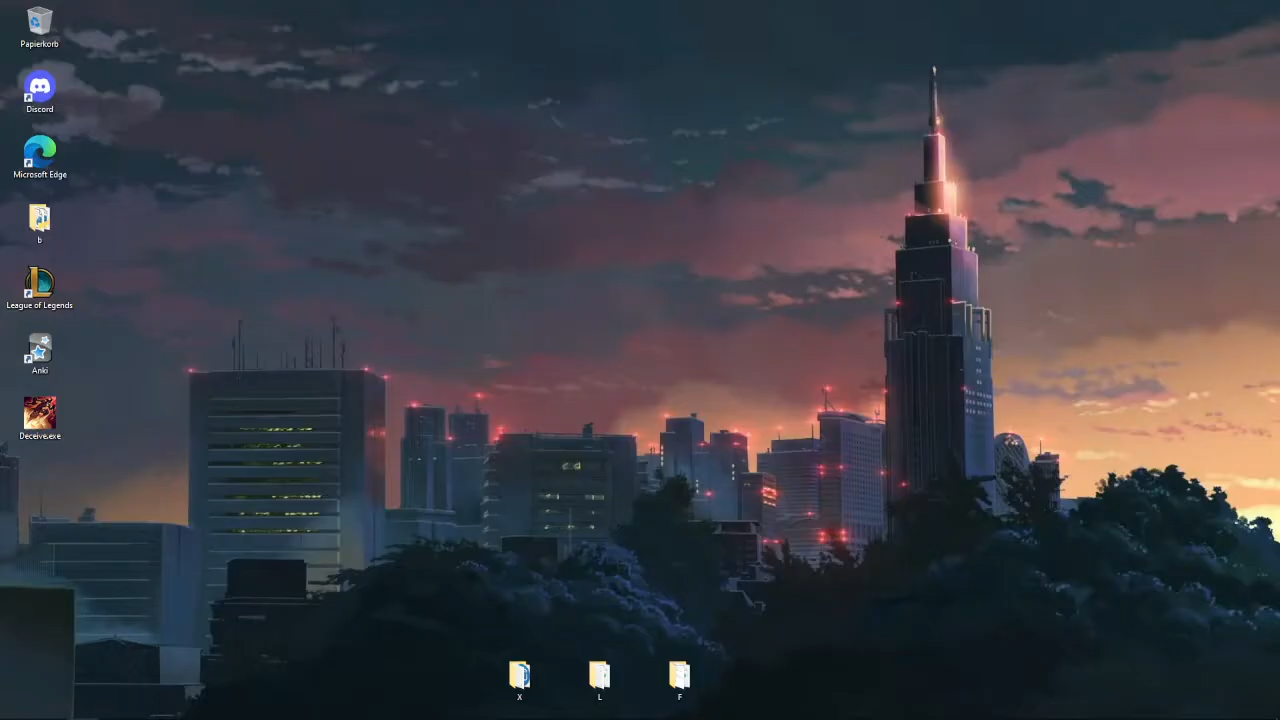 Papierkorb
Discord
Microsoft Edge
b
League of Legends
Anki
Deceive.exe
X
L
F